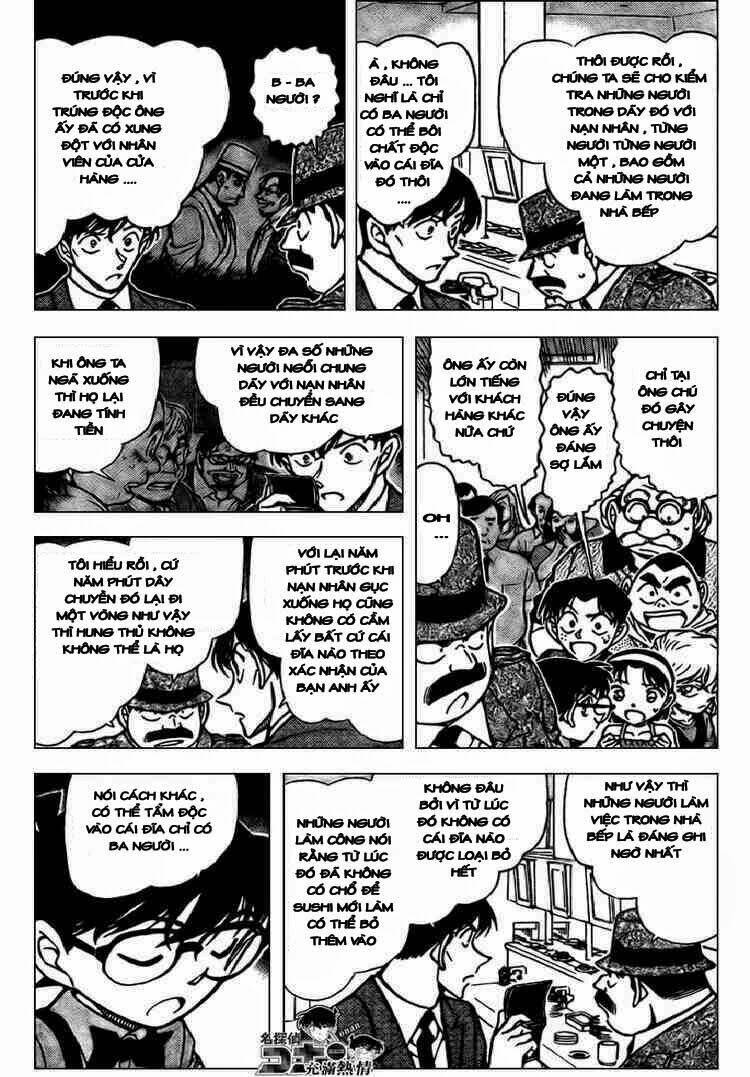 THÔI ĐƯỢC RỒI ,
CHÚNG TA SẼ CHO KIỂM
TRA NHỮNG NGƯỜI
TRONG DÃY ĐÓ VỚI
NẠN NHÂN , TỪNG
NGƯỜI TỪNG NGƯỜI
MỘT , BAO GỒM
CẢ NHỮNG NGƯỜI
ĐANG LÀM TRONG
NHÀ BẾP
À , KHÔNG
ĐÂU ... TÔI
NGHĨ LÀ CHỈ
CÓ BA NGƯỜI
CÓ THỂ BÔI
CHẤT ĐỘC
VÀO CÁI ĐĨA
ĐÓ THÔI
....
B - BA
NGƯỜI ?
ĐÚNG VẬY , VÌ
TRƯỚC KHI
TRÚNG ĐỘC ÔNG
ẤY ĐÃ CÓ XUNG
ĐỘT VỚI NHÂN
VIÊN CỦA CỬA
HÀNG ....
CHỈ TẠI
ÔNG CHÚ
ĐÓ GÂY
CHUYỆN
THÔI
ĐÚNG
VẬY
ÔNG ẤY
ĐÁNG
SỢ LẮM
ÔNG ẤY CÒN
LỚN TIẾNG
VỚI KHÁCH
HÀNG KHÁC
NỮA CHỨ
OH
...
VÌ VẬY ĐA SỐ NHỮNG
NGƯỜI NGỒI CHUNG
DÃY VỚI NẠN NHÂN
ĐỀU CHUYỂN SANG
DÃY KHÁC
KHI ÔNG TA
NGÃ XUỐNG
THÌ HỌ LẠI
ĐANG TÍNH
TIỀN
VỚI LẠI NĂM
PHÚT TRƯỚC KHI
NẠN NHÂN GỤC
XUỐNG HỌ CŨNG
KHÔNG CÓ CẦM
LẤY BẤT CỨ CÁI
ĐĨA NÀO THEO
XÁC NHẬN CỦA
BẠN ANH ẤY
TÔI HIỂU RỒI , CỨ
NĂM PHÚT DÂY
CHUYỀN ĐÓ LẠI ĐI
MỘT VÒNG NHƯ VẬY
THÌ HUNG THỦ KHÔNG
KHÔNG THỂ LÀ HỌ
NHƯ VẬY THÌ
NHỮNG NGƯỜI LÀM
VIỆC TRONG NHÀ
BẾP LÀ ĐÁNG GHI
NGỜ NHẤT
KHÔNG ĐÂU
BỞI VÌ TỪ LÚC
ĐÓ KHÔNG CÓ
CÁI ĐĨA NÀO
ĐƯỢC LOẠI BỎ
HẾT
NHỮNG NGƯỜI
LÀM CÔNG NÓI
RẰNG TỪ LÚC
ĐÓ ĐÃ KHÔNG
CÓ CHỔ ĐỂ
SUSHI MỚI LÀM
CÓ THỂ BỎ
THÊM VÀO
NÓI CÁCH KHÁC ,
CÓ THỂ TẨM ĐỘC
VÀO CÁI ĐĨA CHỈ CÓ
BA NGƯỜI ...
名探偵
コナン
Conan
充滿熱情